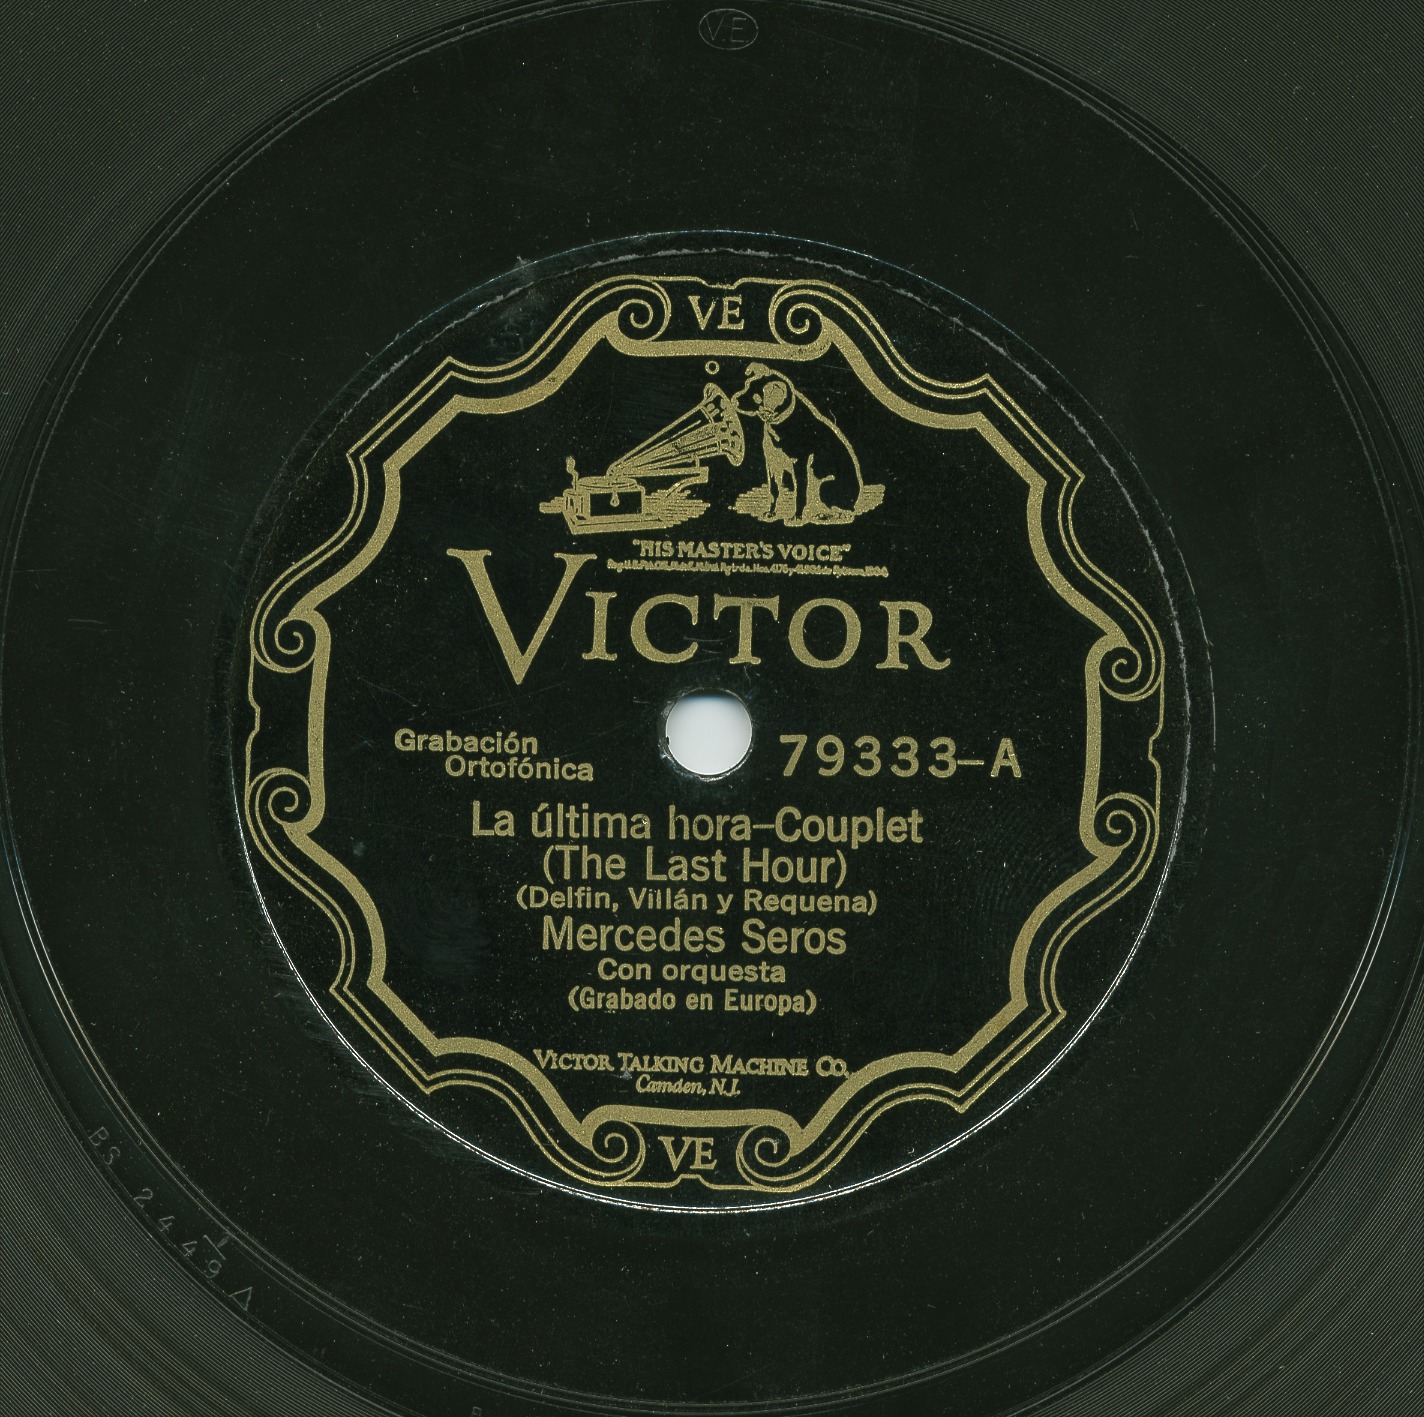 VE
VE
"HIS MASTER'S VOICE"
VICTOR
Grabación
Ortofónica
79333-A
La última hora-Couplet
(The Last Hour)
(Delfin, Villán y Requena)
Mercedes Seros
Con orquesta
(Grabado en Europa)
VICTOR TALKING MACHINE CO.
Camden, N.J.
VE
BS 2449 A